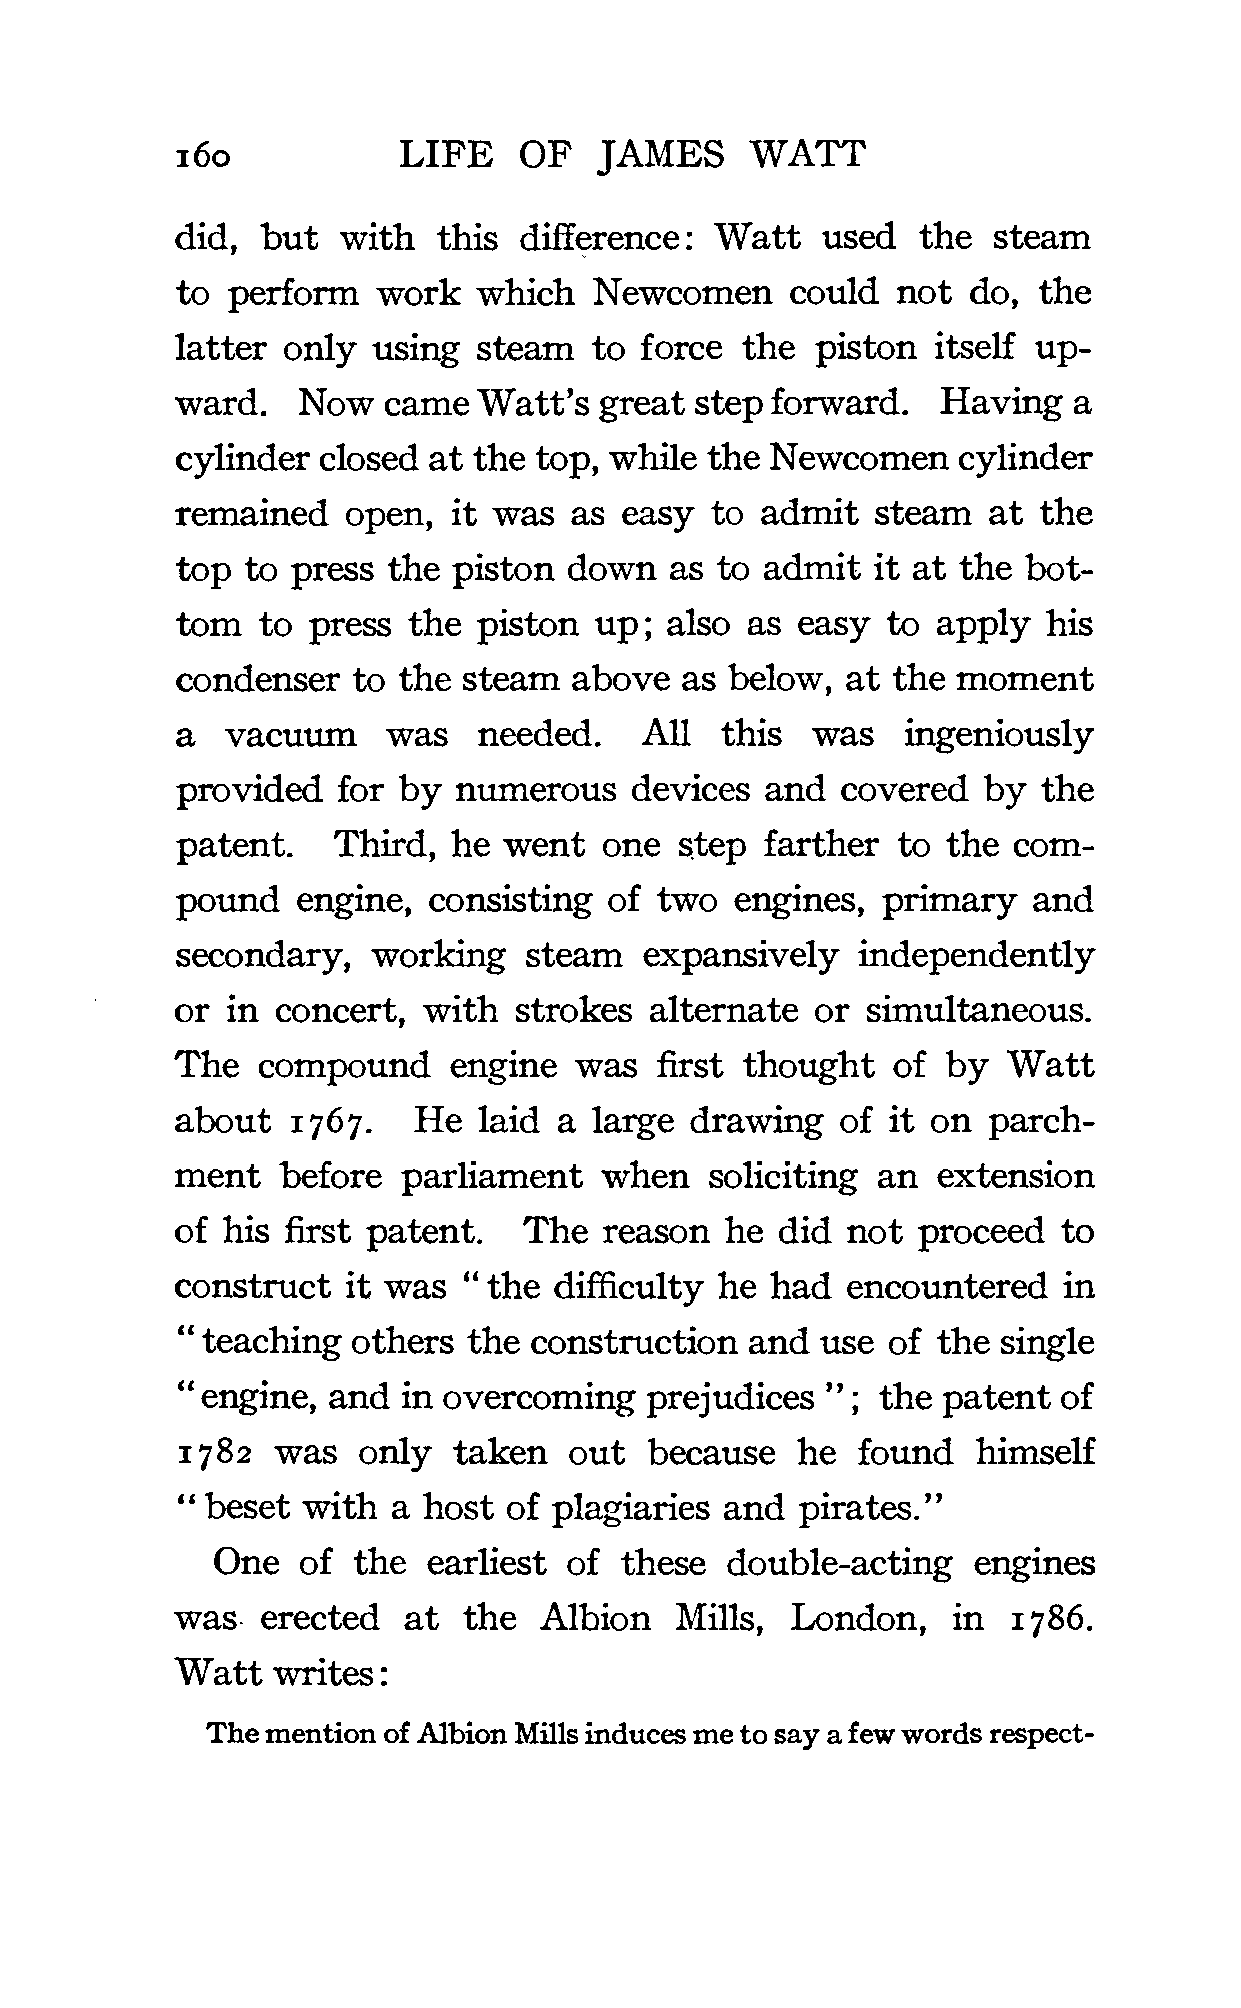 160 LIFE OF JAMES WATT
did, but with this difference: Watt used the steam
to perform work which Newcomen could not do, the
latter only using steam to force the piston itself up-
ward. Now came Watt's great step forward. Having a
cylinder closed at the top, while the Newcomen cylinder
remained open, it was as easy to admit steam at the
top to press the piston down as to admit it at the bot-
tom to press the piston up; also as easy to apply his
condenser to the steam above as below, at the moment
a vacuum was needed. All this was ingeniously
provided for by numerous devices and covered by the
patent. Third, he went one step farther to the com-
pound engine, consisting of two engines, primary and
secondary, working steam expansively independently
or in concert, with strokes alternate or simultaneous.
The compound engine was first thought of by Watt
about 1767. He laid a large drawing of it on parch-
ment before parliament when soliciting an extension
of his first patent. The reason he did not proceed to
construct it was "the difficulty he had encountered in
"teaching others the construction and use of the single
"engine, and in overcoming prejudices"; the patent of
1782 was only taken out because he found himself
"beset with a host of plagiaries and pirates."
One of the earliest of these double-acting engines
was erected at the Albion Mills, London, in 1786.
Watt writes:
The mention of Albion Mills induces me to say a few words respect-